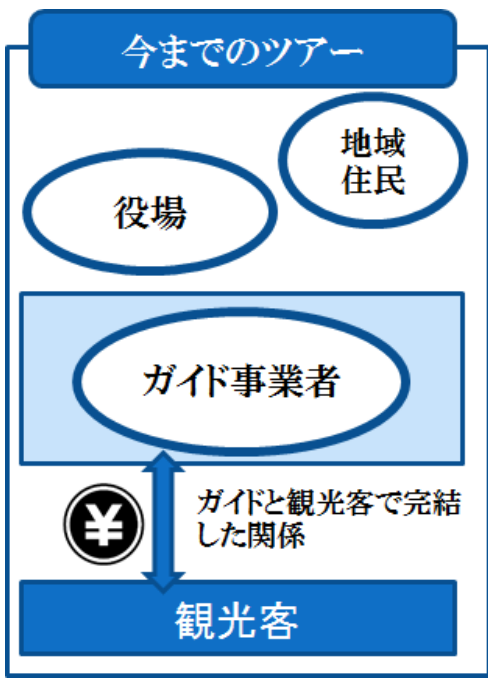 今までのツアー
地域
住民
役場
ガイド事業者
¥
ガイドと観光客で完結
した関係
観光客